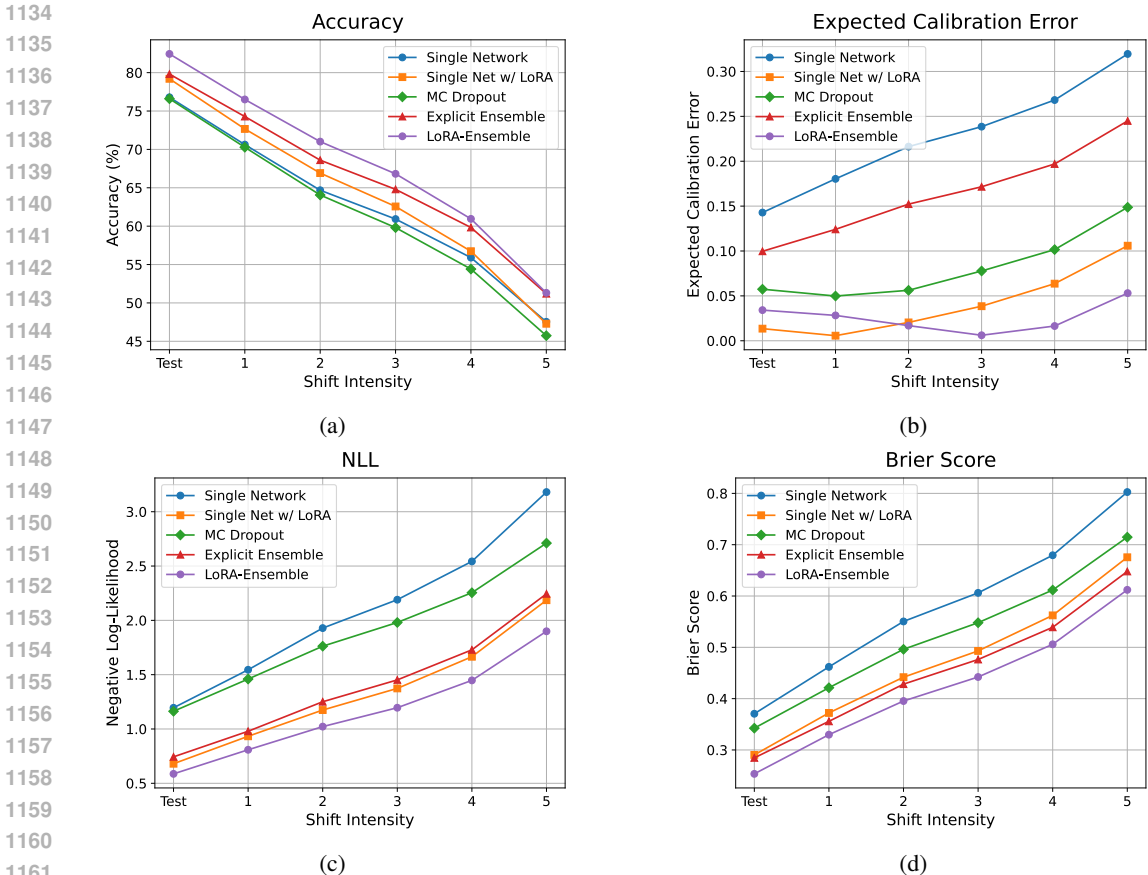 1134
1135
1136
1137
1138
1139
1140
1141
1142
1143
1144
1145
1146
1147
1148
1149
1150
1151
1152
1153
1154
1155
1156
1157
1158
1159
1160
1161
Accuracy
Accuracy (%)
80
75
70
65
60
55
50
45
Single Network
Single Net w/ LoRA
MC Dropout
Explicit Ensemble
LoRA-Ensemble
Test 1 2 3 4 5
Shift Intensity
(a)
Expected Calibration Error
Expected Calibration Error
0.30
0.25
0.20
0.15
0.10
0.05
0.00
Single Network
Single Net w/ LoRA
MC Dropout
Explicit Ensemble
LoRA-Ensemble
Test 1 2 3 4 5
Shift Intensity
(b)
NLL
Negative Log-Likelihood
3.0
2.5
2.0
1.5
1.0
0.5
Single Network
Single Net w/ LoRA
MC Dropout
Explicit Ensemble
LoRA-Ensemble
Test 1 2 3 4 5
Shift Intensity
(c)
Brier Score
Brier Score
0.8
0.7
0.6
0.5
0.4
0.3
Single Network
Single Net w/ LoRA
MC Dropout
Explicit Ensemble
LoRA-Ensemble
Test 1 2 3 4 5
Shift Intensity
(d)